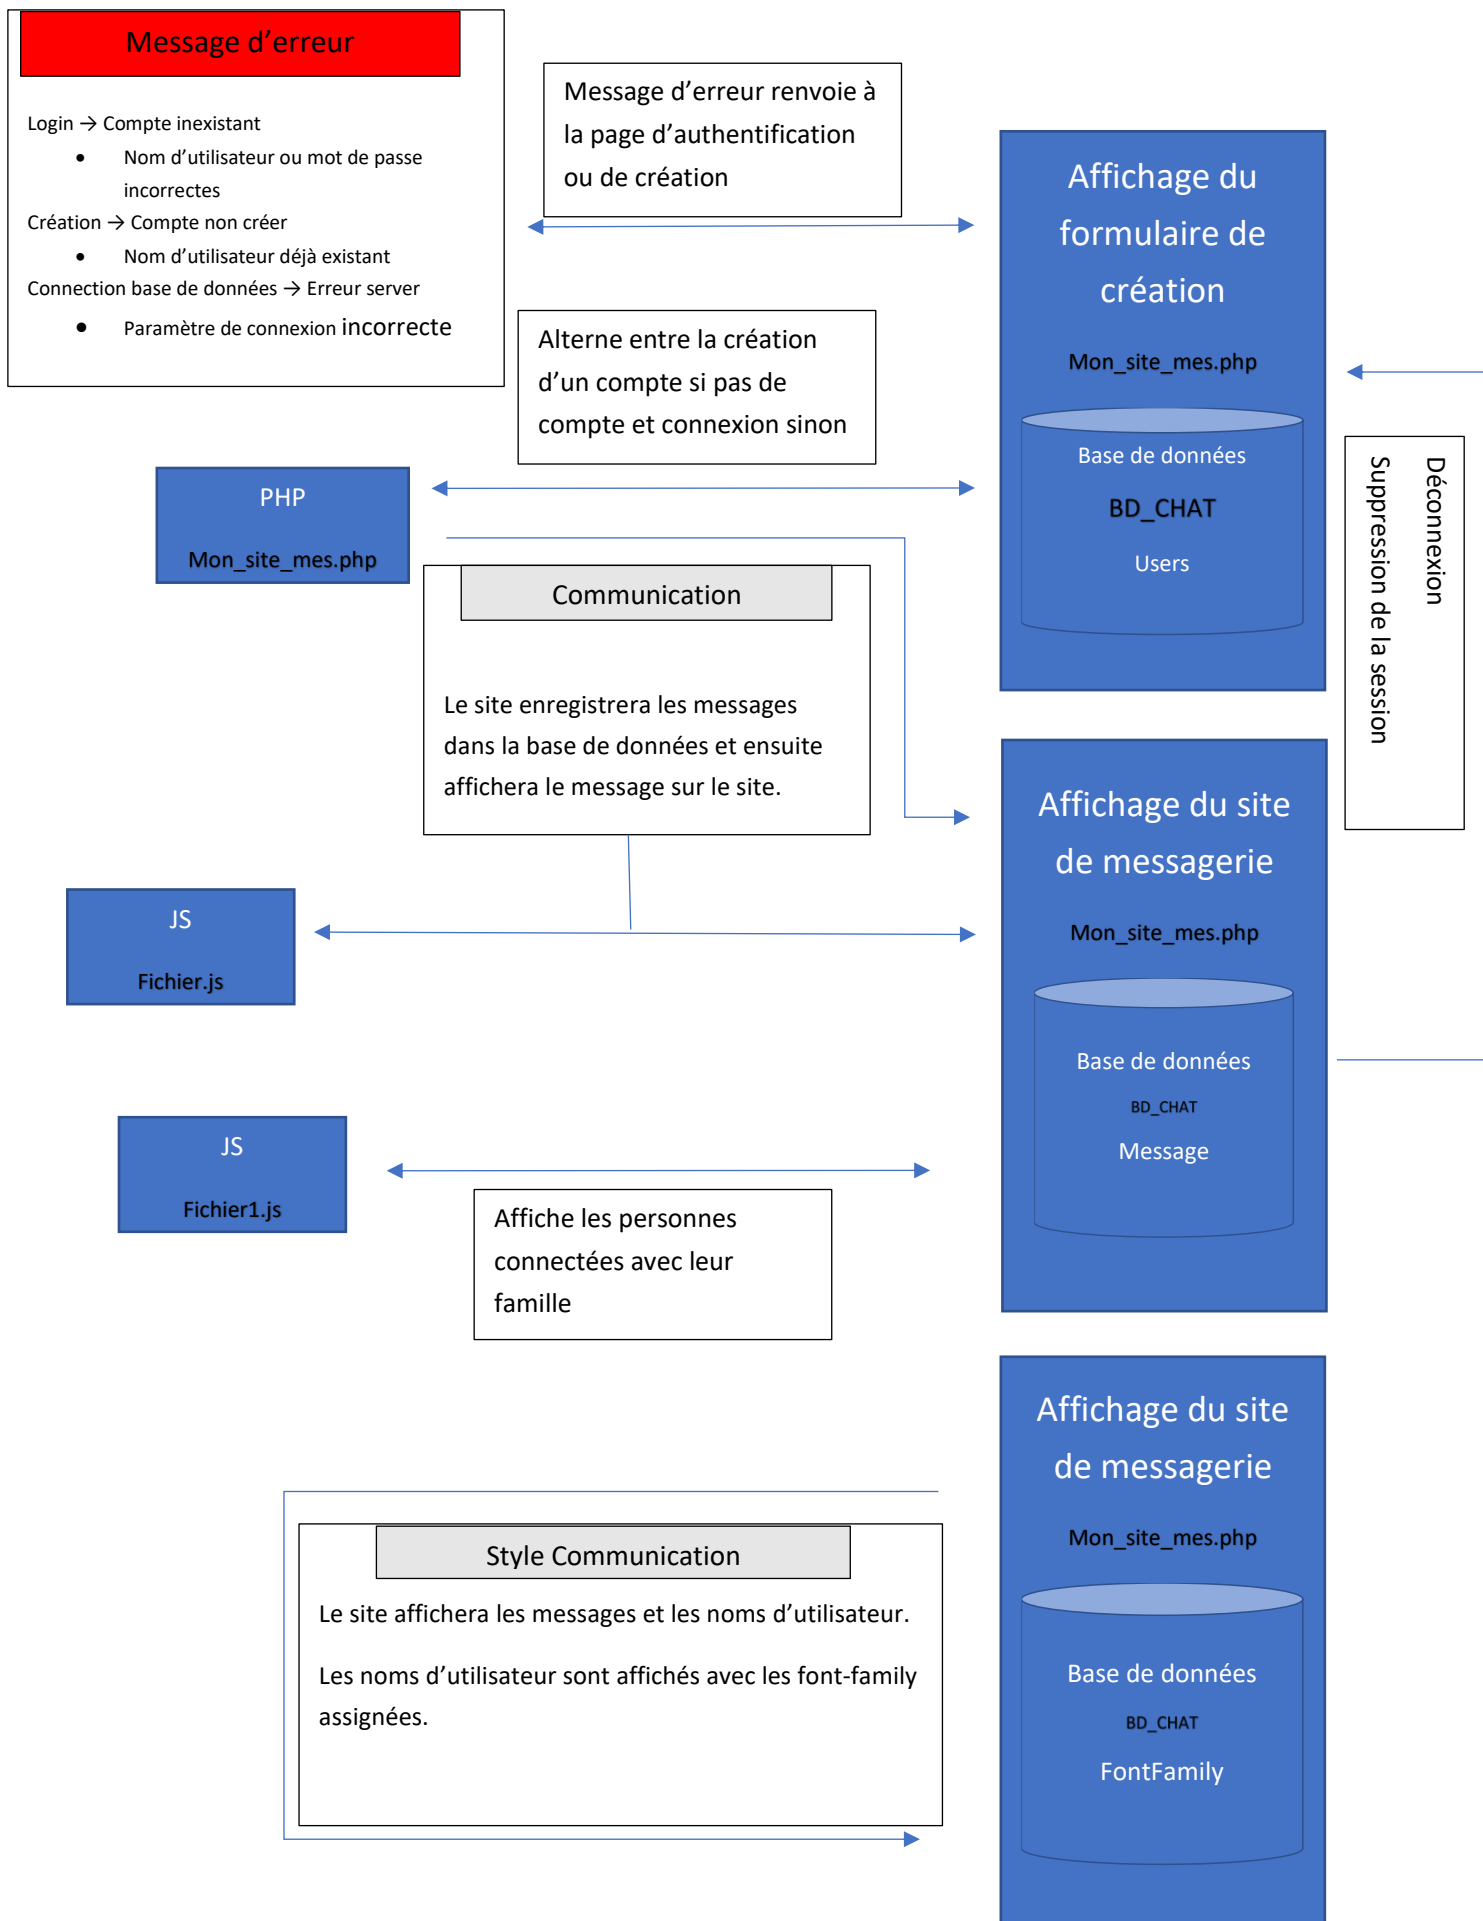 Message d’erreur
Login → Compte inexistant
• Nom d’utilisateur ou mot de passe
incorrectes
Création → Compte non créer
• Nom d’utilisateur déjà existant
Connection base de données → Erreur server
• Paramètre de connexion incorrecte
Message d’erreur renvoie à
la page d’authentification
ou de création
Affichage du
formulaire de
création
Mon_site_mes.php
Base de données
BD_CHAT
Users
Alterne entre la création
d’un compte si pas de
compte et connexion sinon
PHP
Mon_site_mes.php
Déconnexion
Suppression de la session
Communication
Le site enregistrera les messages
dans la base de données et ensuite
affichera le message sur le site.
Affichage du site
de messagerie
Mon_site_mes.php
Base de données
BD_CHAT
Message
JS
Fichier.js
JS
Fichier1.js
Affiche les personnes
connectées avec leur
famille
Affichage du site
de messagerie
Mon_site_mes.php
Base de données
BD_CHAT
FontFamily
Style Communication
Le site affichera les messages et les noms d’utilisateur.
Les noms d’utilisateur sont affichés avec les font-family
assignées.